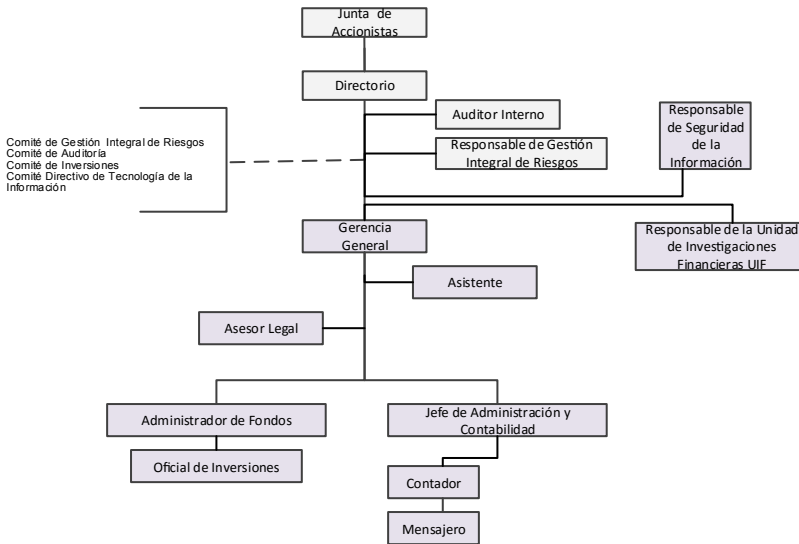 Junta de
Accionistas
Directorio
Auditor Interno
Responsable de Gestión
Integral de Riesgos
Responsable
de Seguridad
de la
Información
Comité de Gestión Integral de Riesgos
Comité de Auditoría
Comité de Inversiones
Comité Directivo de Tecnología de la
Información
Gerencia
General
Responsable de la Unidad
de Investigaciones
Financieras UIF
Asistente
Asesor Legal
Administrador de Fondos
Jefe de Administración y
Contabilidad
Oficial de Inversiones
Contador
Mensajero